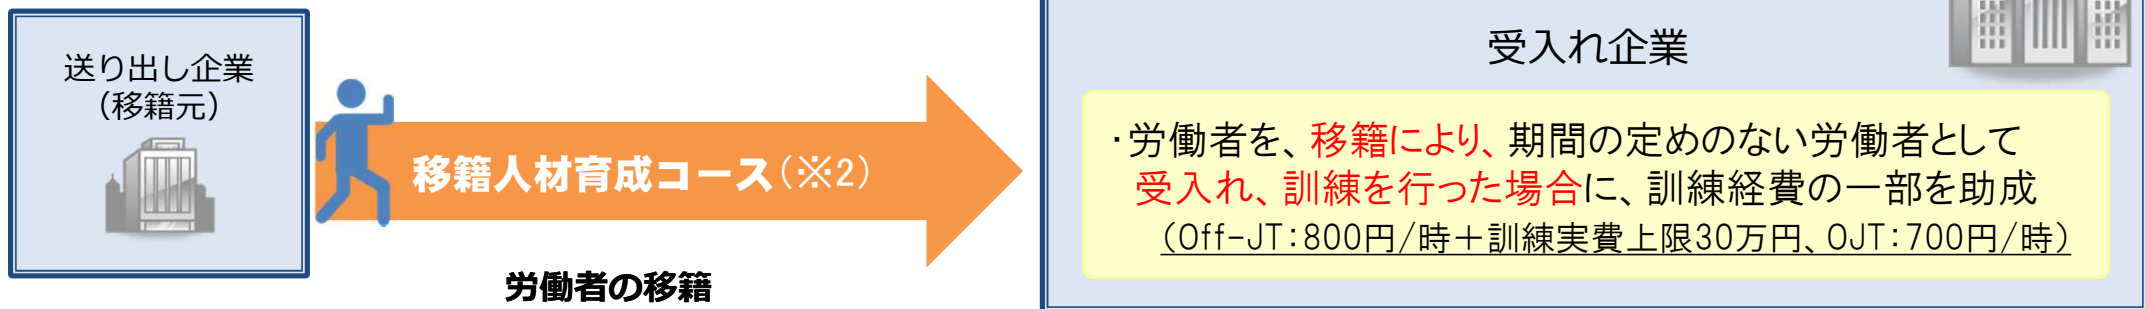 送り出し企業
（移籍元）
移籍人材育成コース（※2）
労働者の移籍
受入れ企業
・労働者を、移籍により、期間の定めのない労働者として
受入れ、訓練を行った場合に、訓練経費の一部を助成
（Off-JT：800円/時＋訓練実費上限30万円、OJT：700円/時）